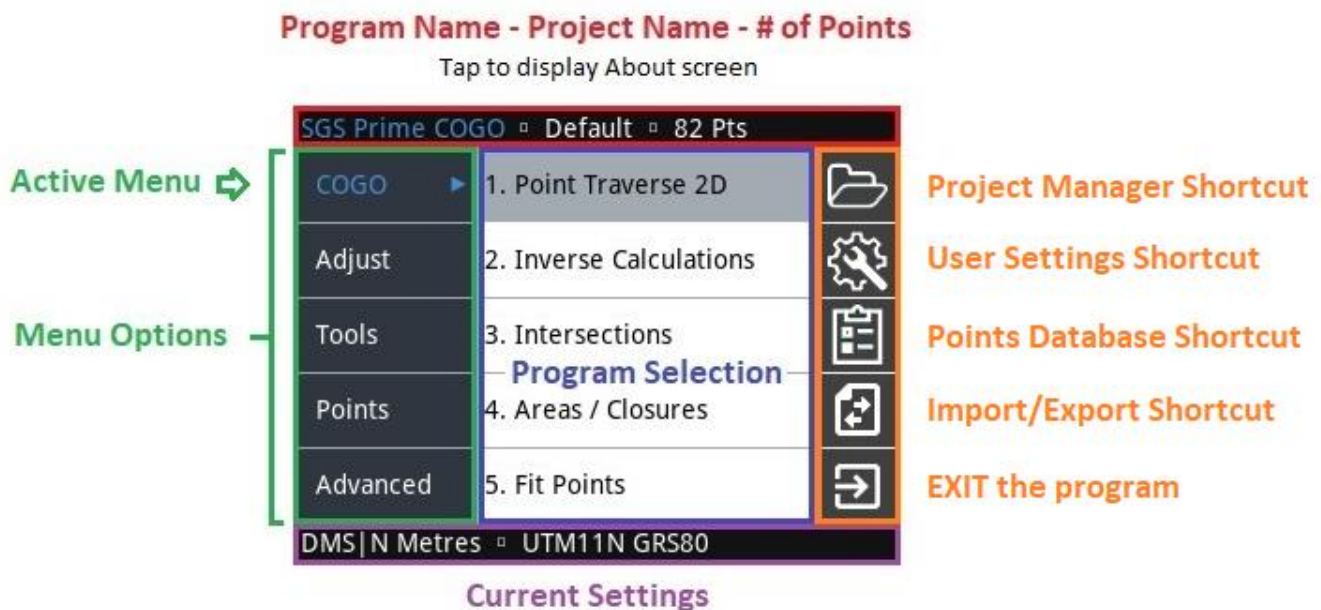 Program Name - Project Name - # of Points
Tap to display About screen
SGS Prime COGO ▫ Default ▫ 82 Pts
Active Menu
COGO
1. Point Traverse 2D
Project Manager Shortcut
Adjust
2. Inverse Calculations
User Settings Shortcut
Menu Options
Tools
3. Intersections
Points Database Shortcut
Program Selection
Points
4. Areas / Closures
Import/Export Shortcut
Advanced
5. Fit Points
EXIT the program
DMS|N Metres ▫ UTM11N GRS80
Current Settings